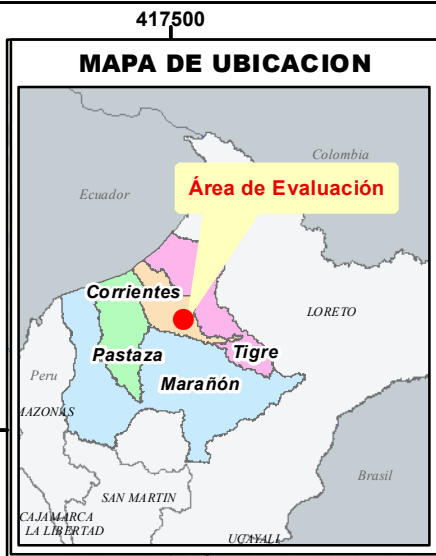 417500
MAPA DE UBICACION
Colombia
Ecuador
Área de Evaluación
Corrientes
LORETO
Pastaza
Tigre
Peru
Marañón
MAZONAS
Brasil
SAN MARTIN
CAJAMARCA
LA LIBERTAD
UCAYALI